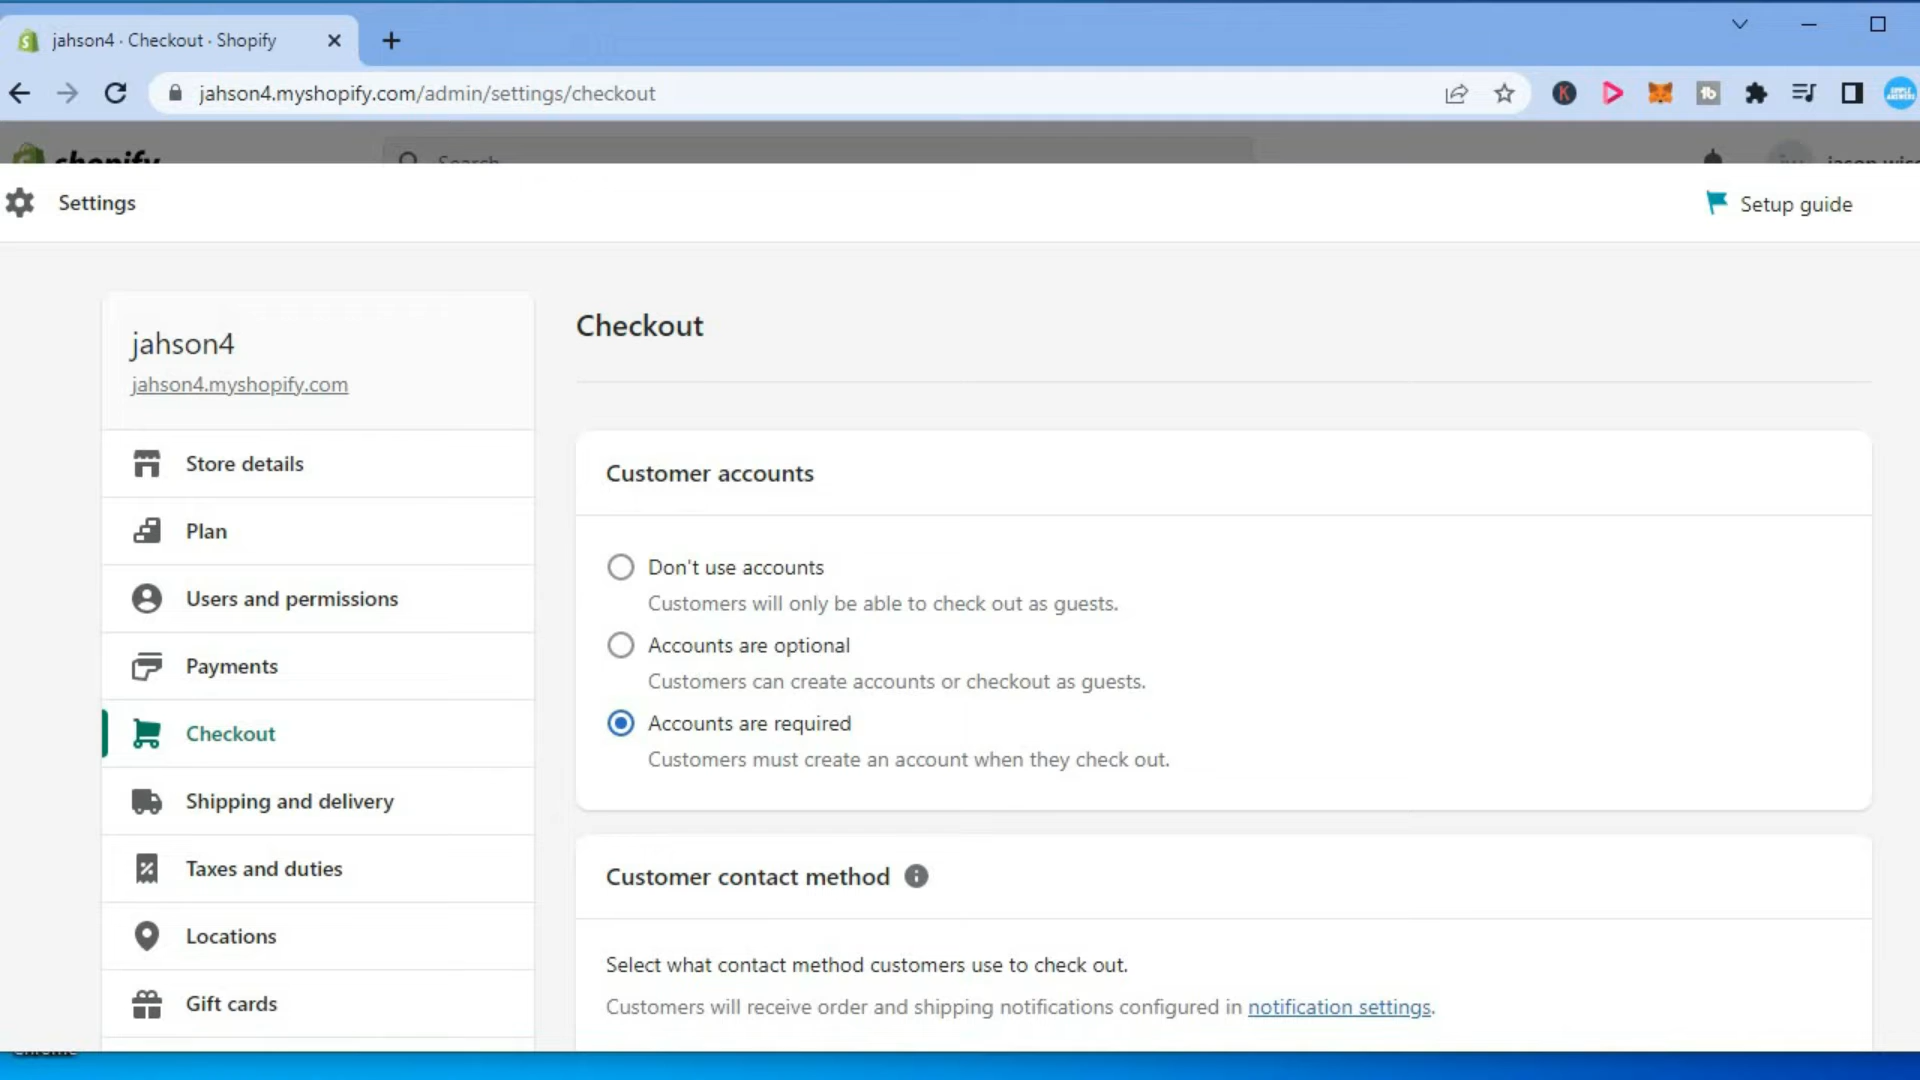 jahson4 · Checkout · Shopify
jahson4.myshopify.com/admin/settings/checkout
shopify
Search
Settings
Setup guide
jahson4
jahson4.myshopify.com
Store details
Plan
Users and permissions
Payments
Checkout
Shipping and delivery
Taxes and duties
Locations
Gift cards
Checkout
Customer accounts
Don't use accounts
Customers will only be able to check out as guests.
Accounts are optional
Customers can create accounts or checkout as guests.
Accounts are required
Customers must create an account when they check out.
Customer contact method
Select what contact method customers use to check out.
Customers will receive order and shipping notifications configured in notification settings.